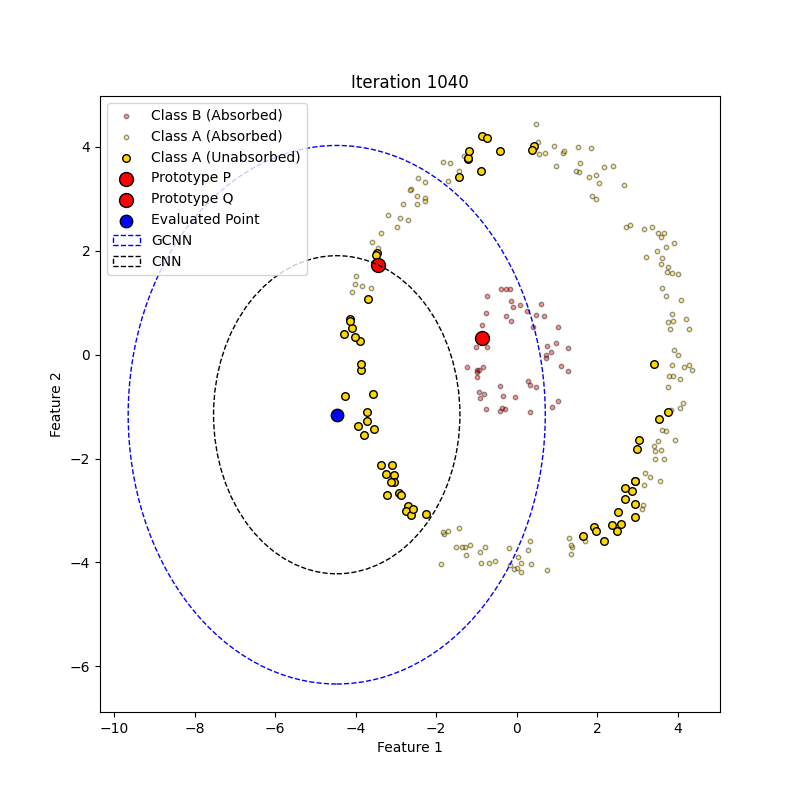 Iteration 1040
Class B (Absorbed)
Class A (Absorbed)
Class A (Unabsorbed)
Prototype P
Prototype Q
Evaluated Point
GCNN
CNN
Feature 2
4
2
0
−2
−4
−6
−10
−8
−6
−4
−2
0
2
4
Feature 1